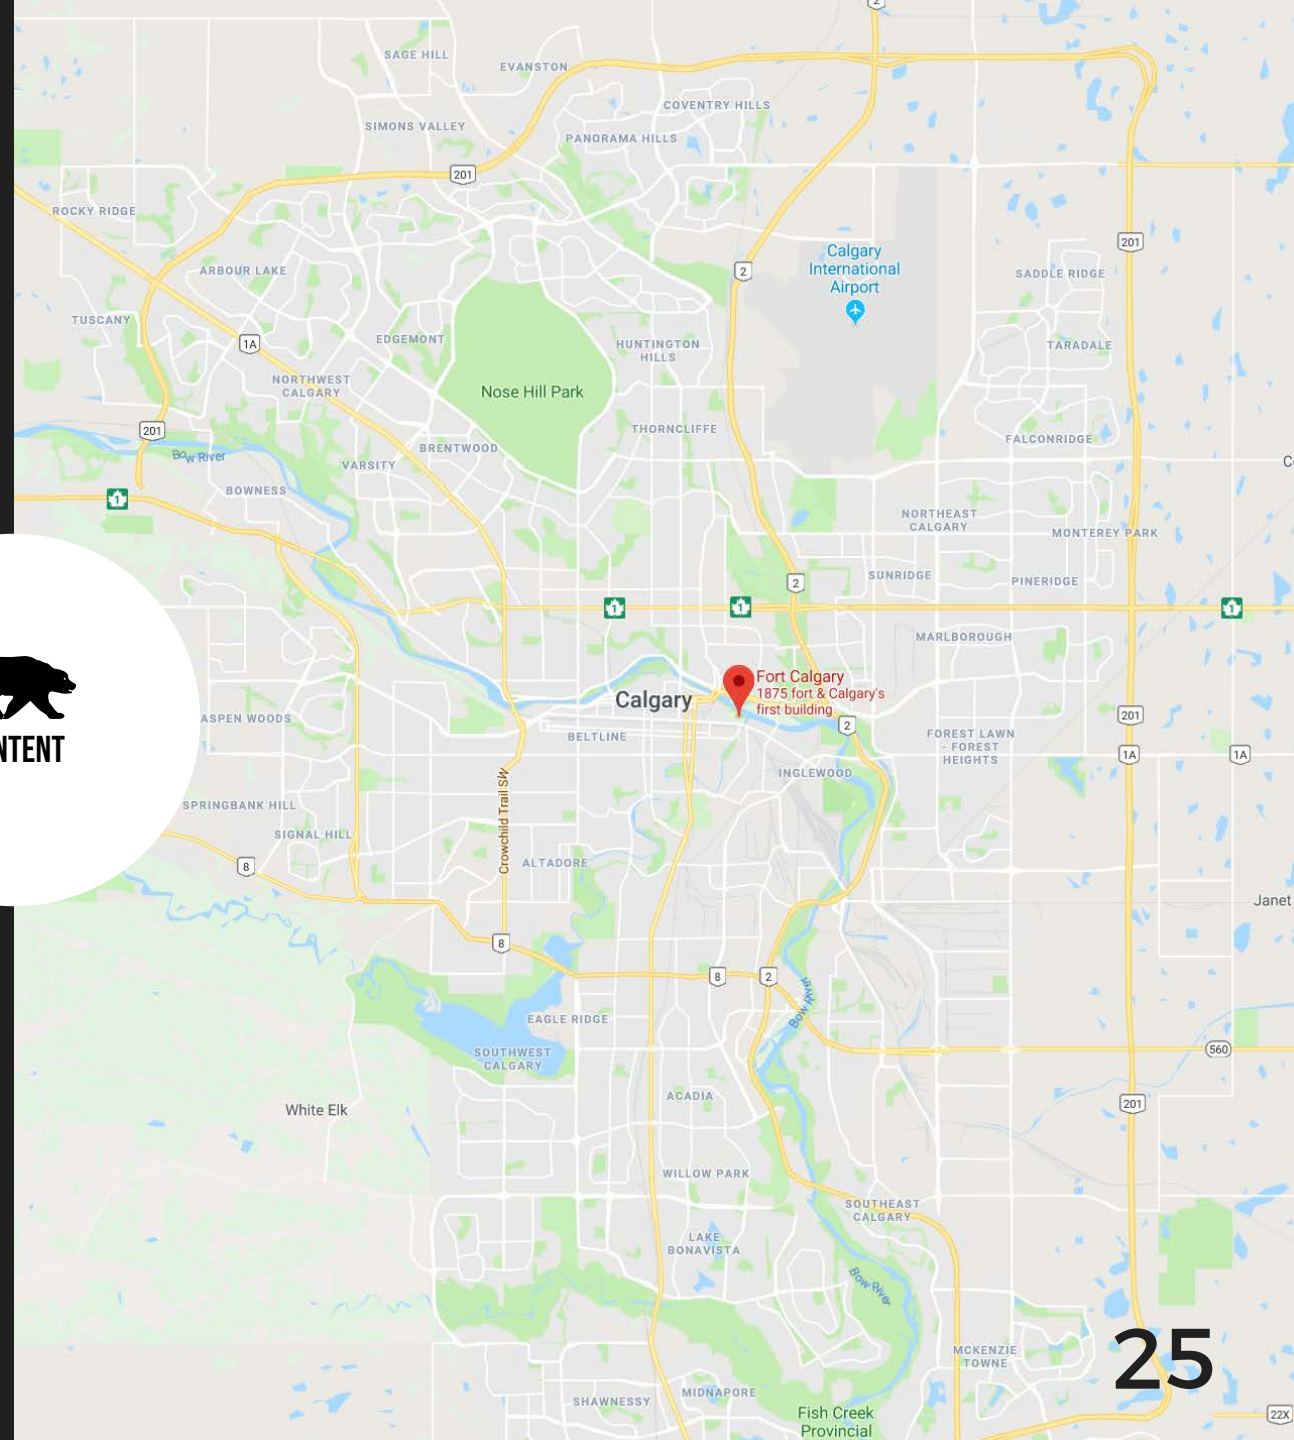 2
SAGE HILL
EVANSTON
COVENTRY HILLS
SIMONS VALLEY
PANORAMA HILLS
201
ROCKY RIDGE
201
Calgary
International
Airport
ARBOUR LAKE
2
SADDLE RIDGE
TUSCANY
1A
EDGEMONT
HUNTINGTON
HILLS
TARADALE
NORTHWEST
CALGARY
Nose Hill Park
201
THORNCLIFFE
FALCONRIDGE
Bow River
BRENTWOOD
VARSITY
BOWNESS
1
NORTHEAST
CALGARY
MONTEREY PARK
2
SUNRIDGE
PINERIDGE
1
1
1
MARLBOROUGH
Fort Calgary
1875 fort & Calgary's
first building
Calgary
ASPEN WOODS
2
201
BELTLINE
FOREST LAWN
- FOREST
HEIGHTS
NTENT
1A
1A
INGLEWOOD
SPRINGBANK HILL
Crowchild Trail SW
SIGNAL HILL
8
ALTADORE
Janet
8
8
2
Bow River
EAGLE RIDGE
SOUTHWEST
CALGARY
560
ACADIA
White Elk
201
WILLOW PARK
SOUTHEAST
CALGARY
LAKE
BONAVISTA
Bow River
MCKENZIE
TOWNE
25
MIDNAPORE
SHAWNESSY
Fish Creek
Provincial
22X